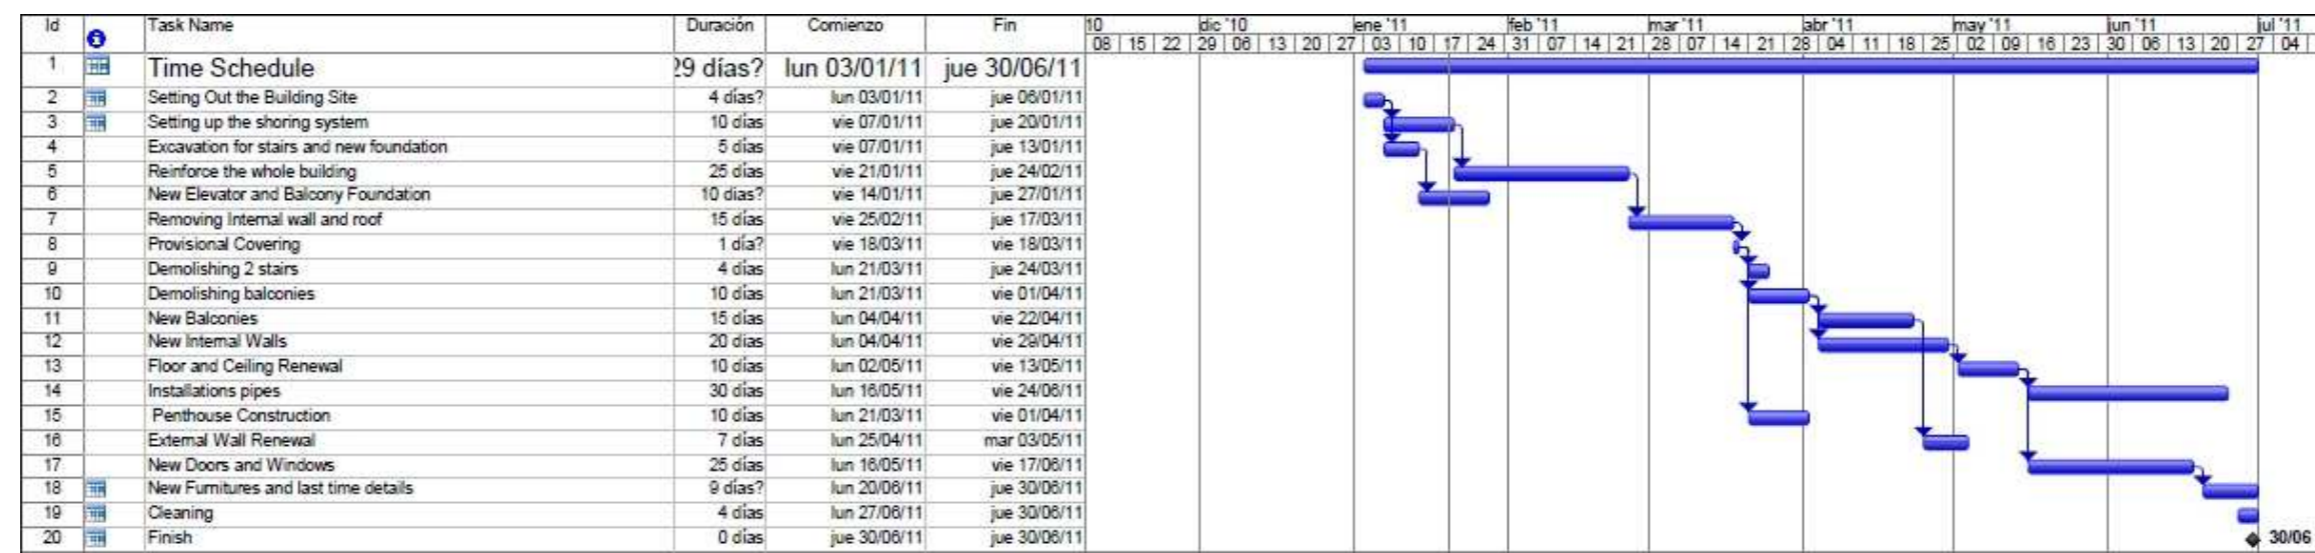 Id Task Name Duración Comienzo Fin 10 dic '10 ene '11 feb '11 mar '11 abr '11 may '11 jun '11 jul '11
08 15 22 29 06 13 20 27 03 10 17 24 31 07 14 21 28 07 14 21 28 04 11 18 25 02 09 16 23 30 06 13 20 27 04
1 Time Schedule 29 días? lun 03/01/11 jue 30/06/11
2 Setting Out the Building Site 4 días? lun 03/01/11 jue 06/01/11
3 Setting up the shoring system 10 días vie 07/01/11 jue 20/01/11
4 Excavation for stairs and new foundation 5 días vie 07/01/11 jue 13/01/11
5 Reinforce the whole building 25 días vie 21/01/11 jue 24/02/11
6 New Elevator and Balcony Foundation 10 días? vie 14/01/11 jue 27/01/11
7 Removing Internal wall and roof 15 días vie 25/02/11 jue 17/03/11
8 Provisional Covering 1 día? vie 18/03/11 vie 18/03/11
9 Demolishing 2 stairs 4 días lun 21/03/11 jue 24/03/11
10 Demolishing balconies 10 días lun 21/03/11 vie 01/04/11
11 New Balconies 15 días lun 04/04/11 vie 22/04/11
12 New Internal Walls 20 días lun 04/04/11 vie 29/04/11
13 Floor and Ceiling Renewal 10 días lun 02/05/11 vie 13/05/11
14 Installations pipes 30 días lun 16/05/11 vie 24/06/11
15 Penthouse Construction 10 días lun 21/03/11 vie 01/04/11
16 External Wall Renewal 7 días lun 25/04/11 mar 03/05/11
17 New Doors and Windows 25 días lun 16/05/11 vie 17/06/11
18 New Furnitures and last time details 9 días? lun 20/06/11 jue 30/06/11
19 Cleaning 4 días lun 27/06/11 jue 30/06/11
20 Finish 0 días jue 30/06/11 jue 30/06/11 30/06